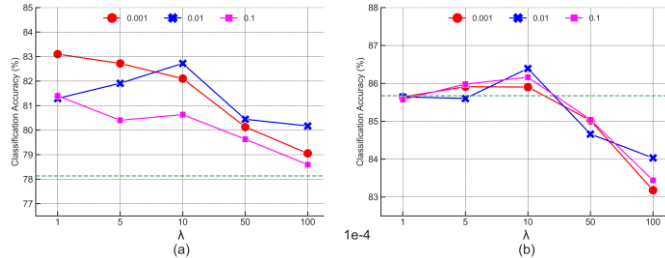 0.001 0.01 0.1
85
84
83
82
81
80
79
78
77
Classification Accuracy (%)
1 5 10 50 100
λ
(a)
0.001 0.01 0.1
88
87
86
85
84
83
Classification Accuracy (%)
1 5 10 50 100
1e-4
λ
(b)